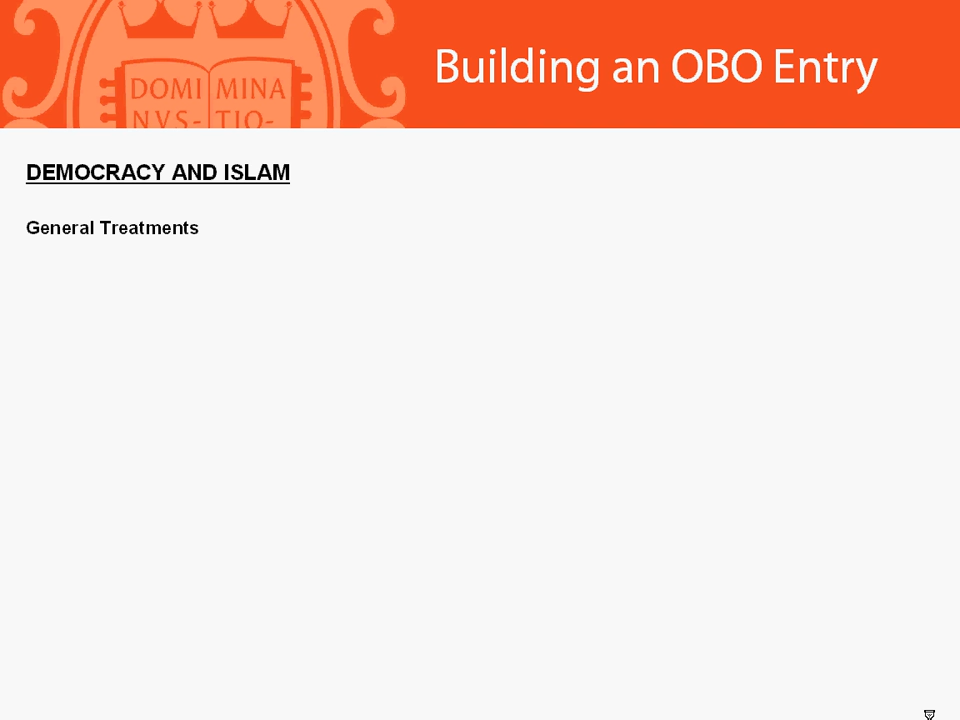 Building an OBO Entry
DOMI MINA
NVS- TIO-
DEMOCRACY AND ISLAM
General Treatments